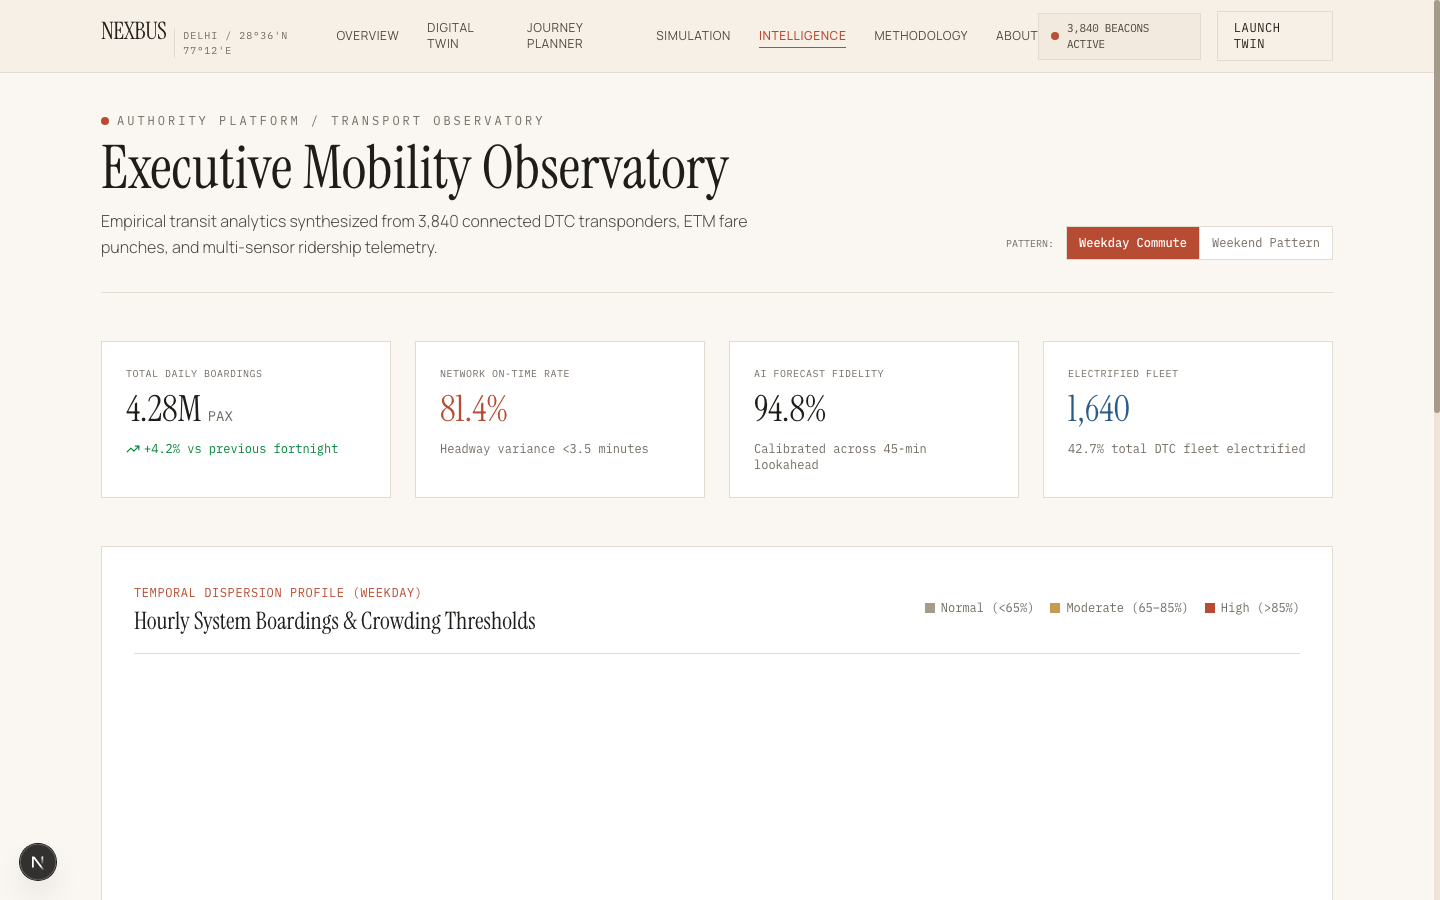 NEXBUS
DELHI / 28°36'N
77°12'E
OVERVIEW
DIGITAL
TWIN
JOURNEY
PLANNER
SIMULATION
INTELLIGENCE
METHODOLOGY
ABOUT
3,840 BEACONS
ACTIVE
LAUNCH
TWIN
AUTHORITY PLATFORM / TRANSPORT OBSERVATORY
Executive Mobility Observatory
Empirical transit analytics synthesized from 3,840 connected DTC transponders, ETM fare
punches, and multi-sensor ridership telemetry.
PATTERN:
Weekday Commute
Weekend Pattern
TOTAL DAILY BOARDINGS
4.28M PAX
+4.2% vs previous fortnight
NETWORK ON-TIME RATE
81.4%
Headway variance <3.5 minutes
AI FORECAST FIDELITY
94.8%
Calibrated across 45-min
lookahead
ELECTRIFIED FLEET
1,640
42.7% total DTC fleet electrified
TEMPORAL DISPERSION PROFILE (WEEKDAY)
Hourly System Boardings & Crowding Thresholds
Normal (<65%)
Moderate (65–85%)
High (>85%)
N